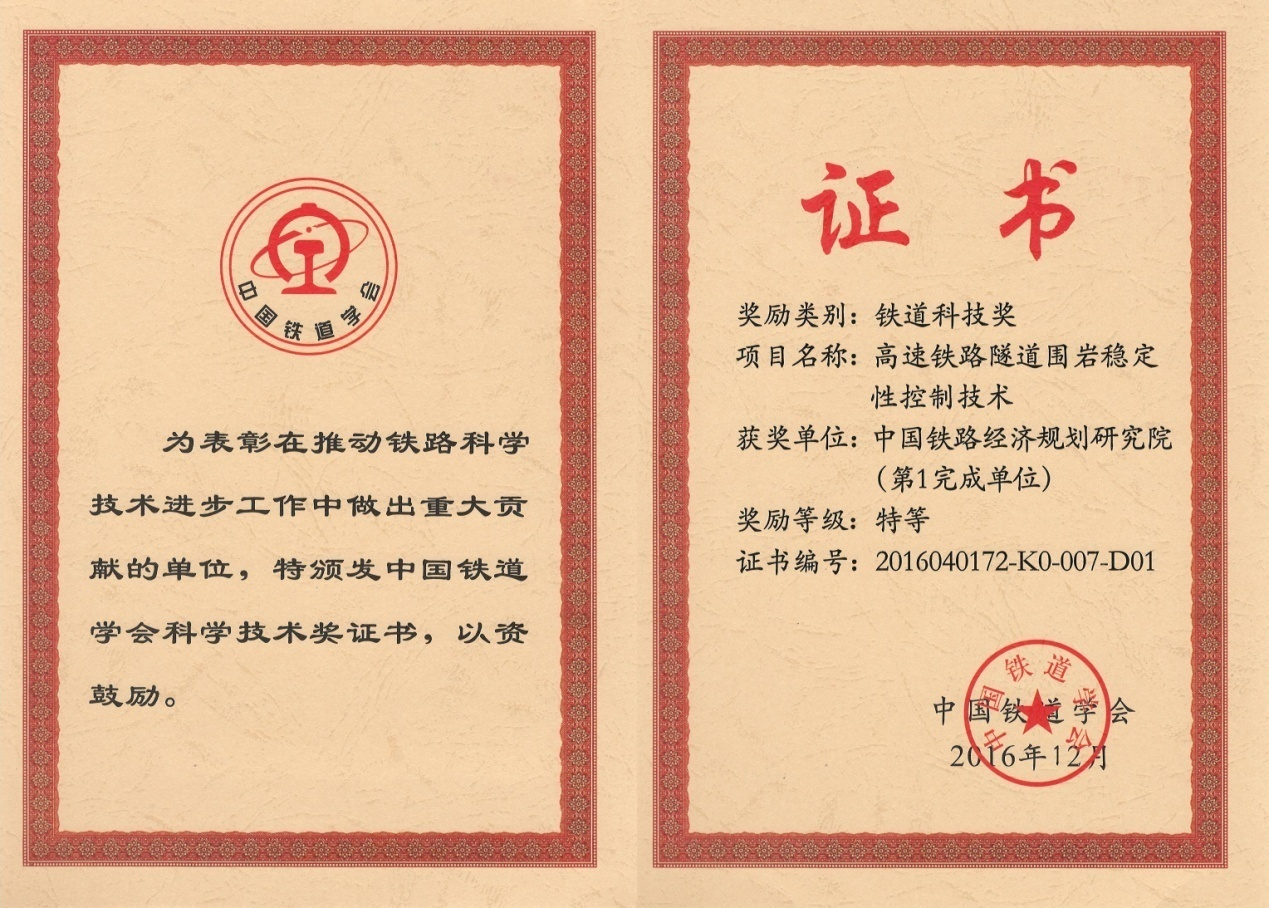 中国铁道学会
为表彰在推动铁路科学
技术进步工作中做出重大贡
献的单位，特颁发中国铁道
学会科学技术奖证书，以资
鼓励。
证书
奖励类别：铁道科技奖
项目名称：高速铁路隧道围岩稳定
性控制技术
获奖单位：中国铁路经济规划研究院
（第1完成单位）
奖励等级：特等
证书编号：2016040172-K0-007-D01
中国铁道学会
2016年12月
中国铁道学会